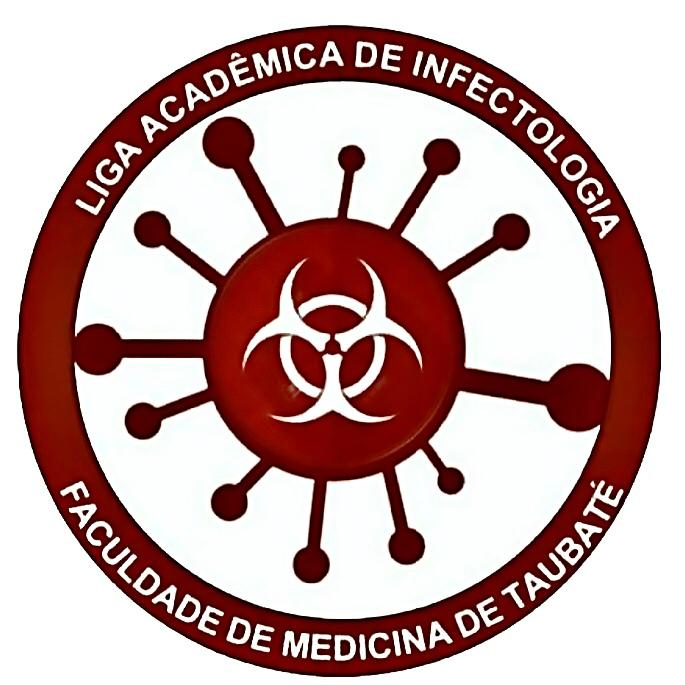 LIGA ACADÊMICA DE INFECTOLOGIA
FACULDADE DE MEDICINA DE TAUBATÉ